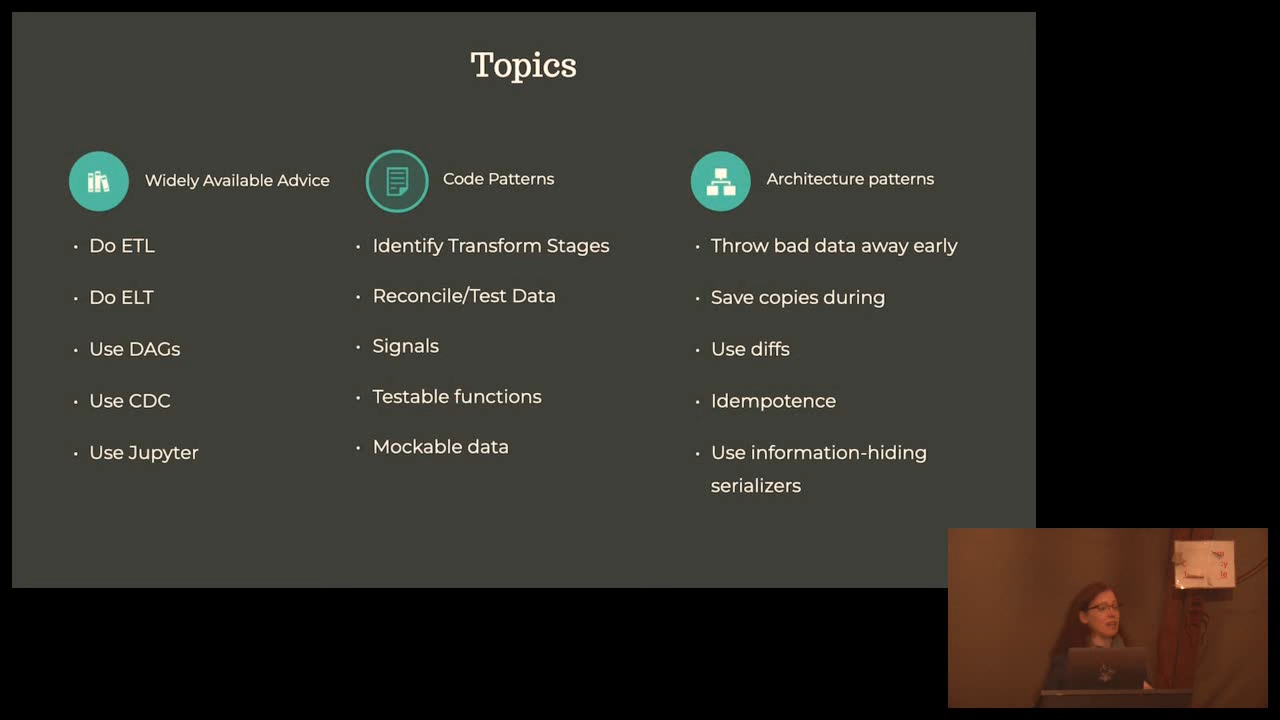 Topics
Widely Available Advice
Do ETL
Do ELT
Use DAGs
Use CDC
Use Jupyter
Code Patterns
Identify Transform Stages
Reconcile/Test Data
Signals
Testable functions
Mockable data
Architecture patterns
Throw bad data away early
Save copies during
Use diffs
Idempotence
Use information-hiding
serializers